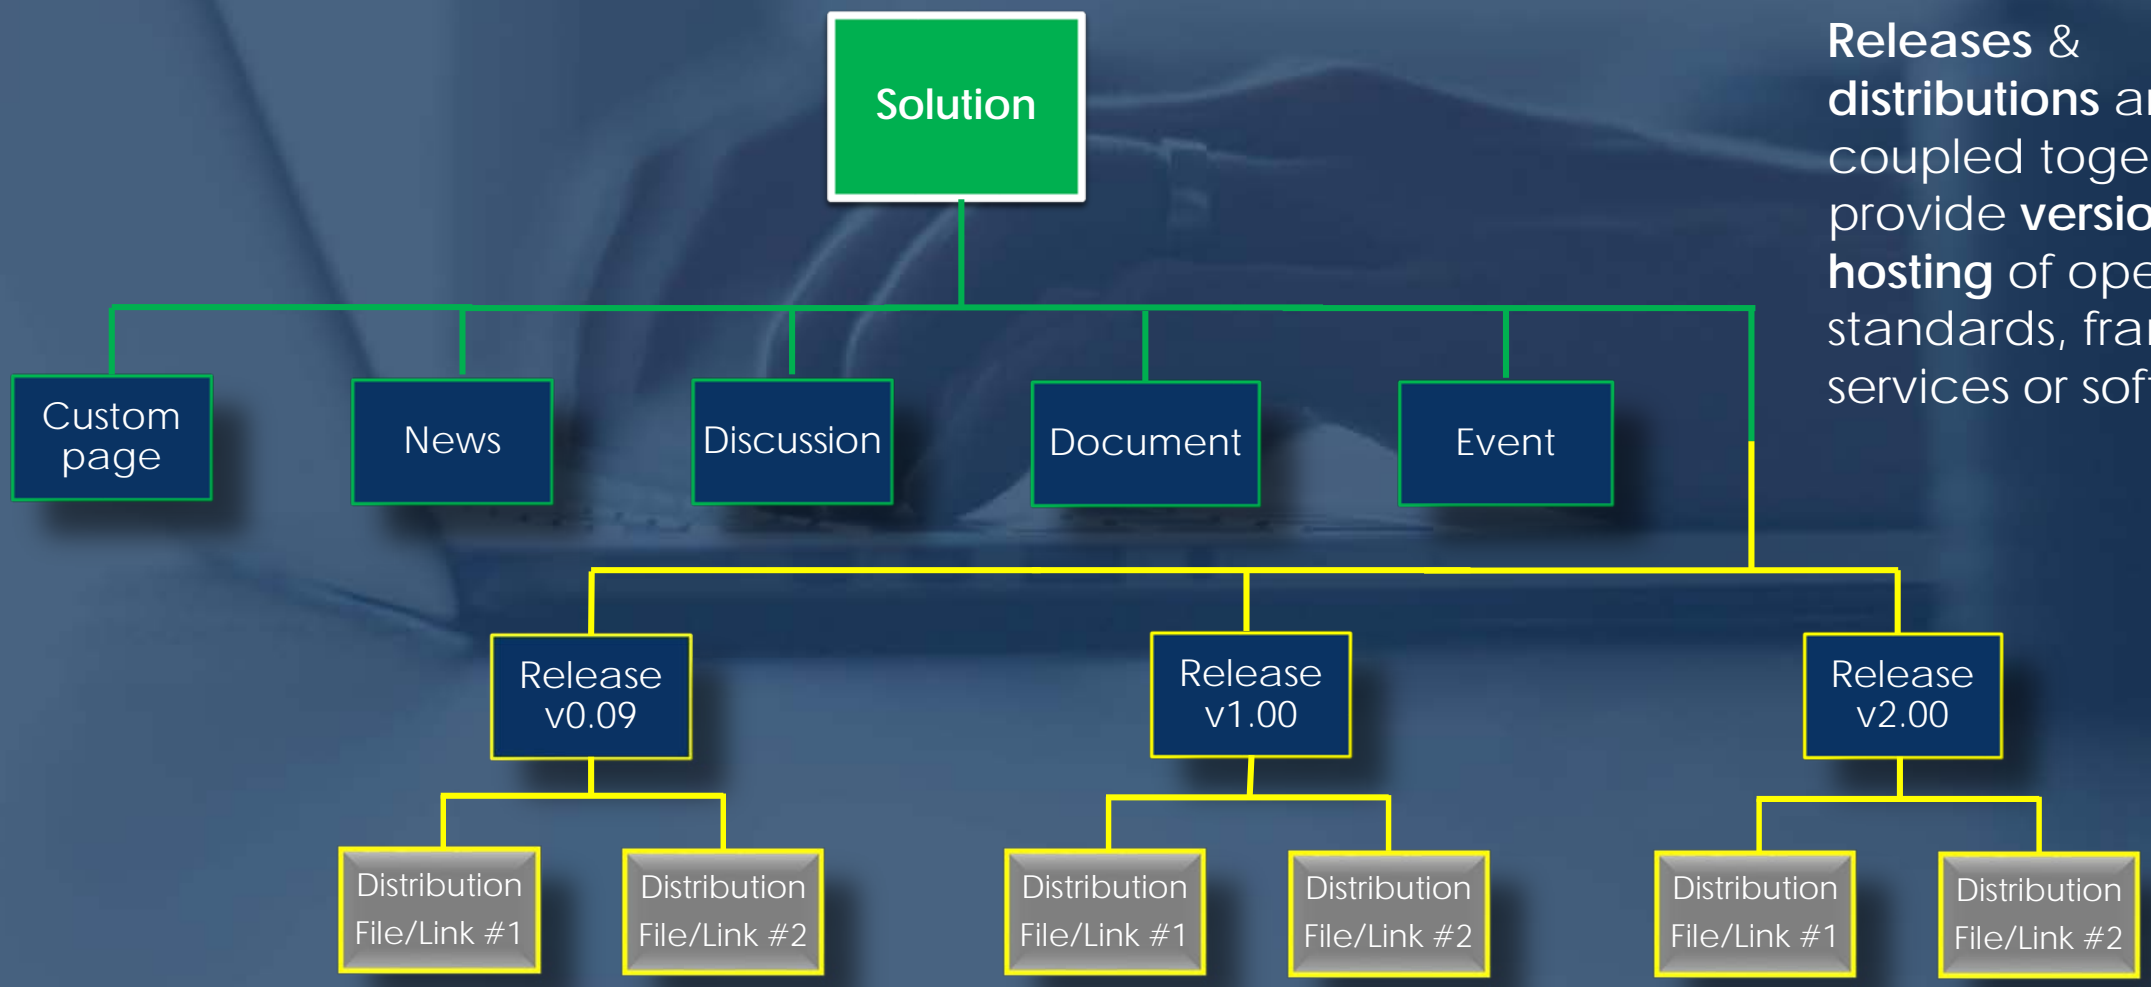 Solution
Releases &
distributions
coupled
provide
hosting of
standards,
services or
Custom
page
News
Discussion
Document
Event
Release
v0.09
Release
v1.00
Release
v2.00
Distribution
File/Link #1
Distribution
File/Link #2
Distribution
File/Link #1
Distribution
File/Link #2
Distribution
File/Link #1
Distribution
File/Link #2